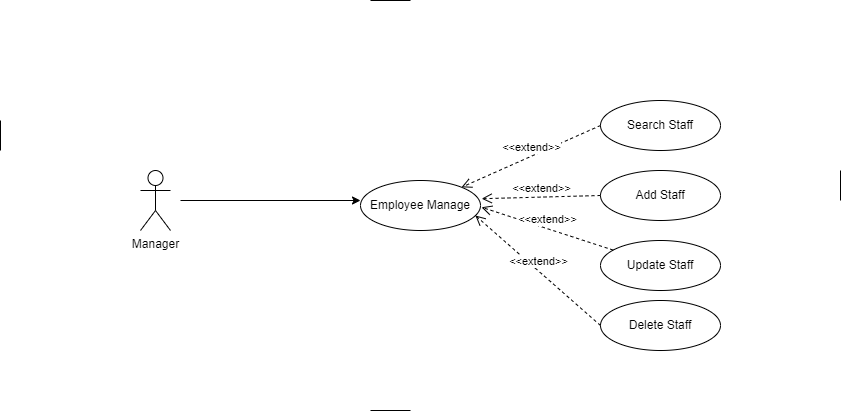 Search Staff
<<extend>>
<<extend>>
Add Staff
Employee Manage
<<extend>>
Manager
<<extend>>
Update Staff
Delete Staff